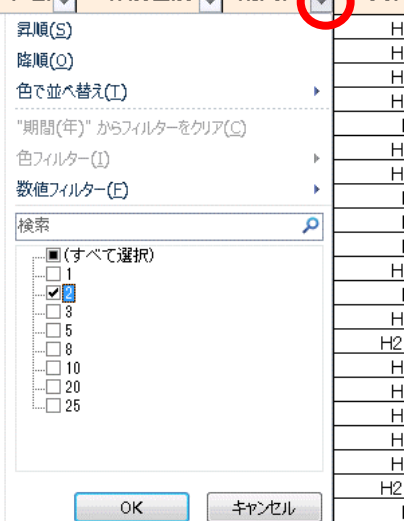 昇順(S)
降順(O)
色で並べ替え(T)
"期間(年)" からフィルターをクリア(C)
色フィルター(I)
数値フィルター(F)
検索
(すべて選択)
1
2
3
5
8
10
20
25
OK
キャンセル
H
H
H
H
H
H
H
H
H2
H
H
H
H
H
H2